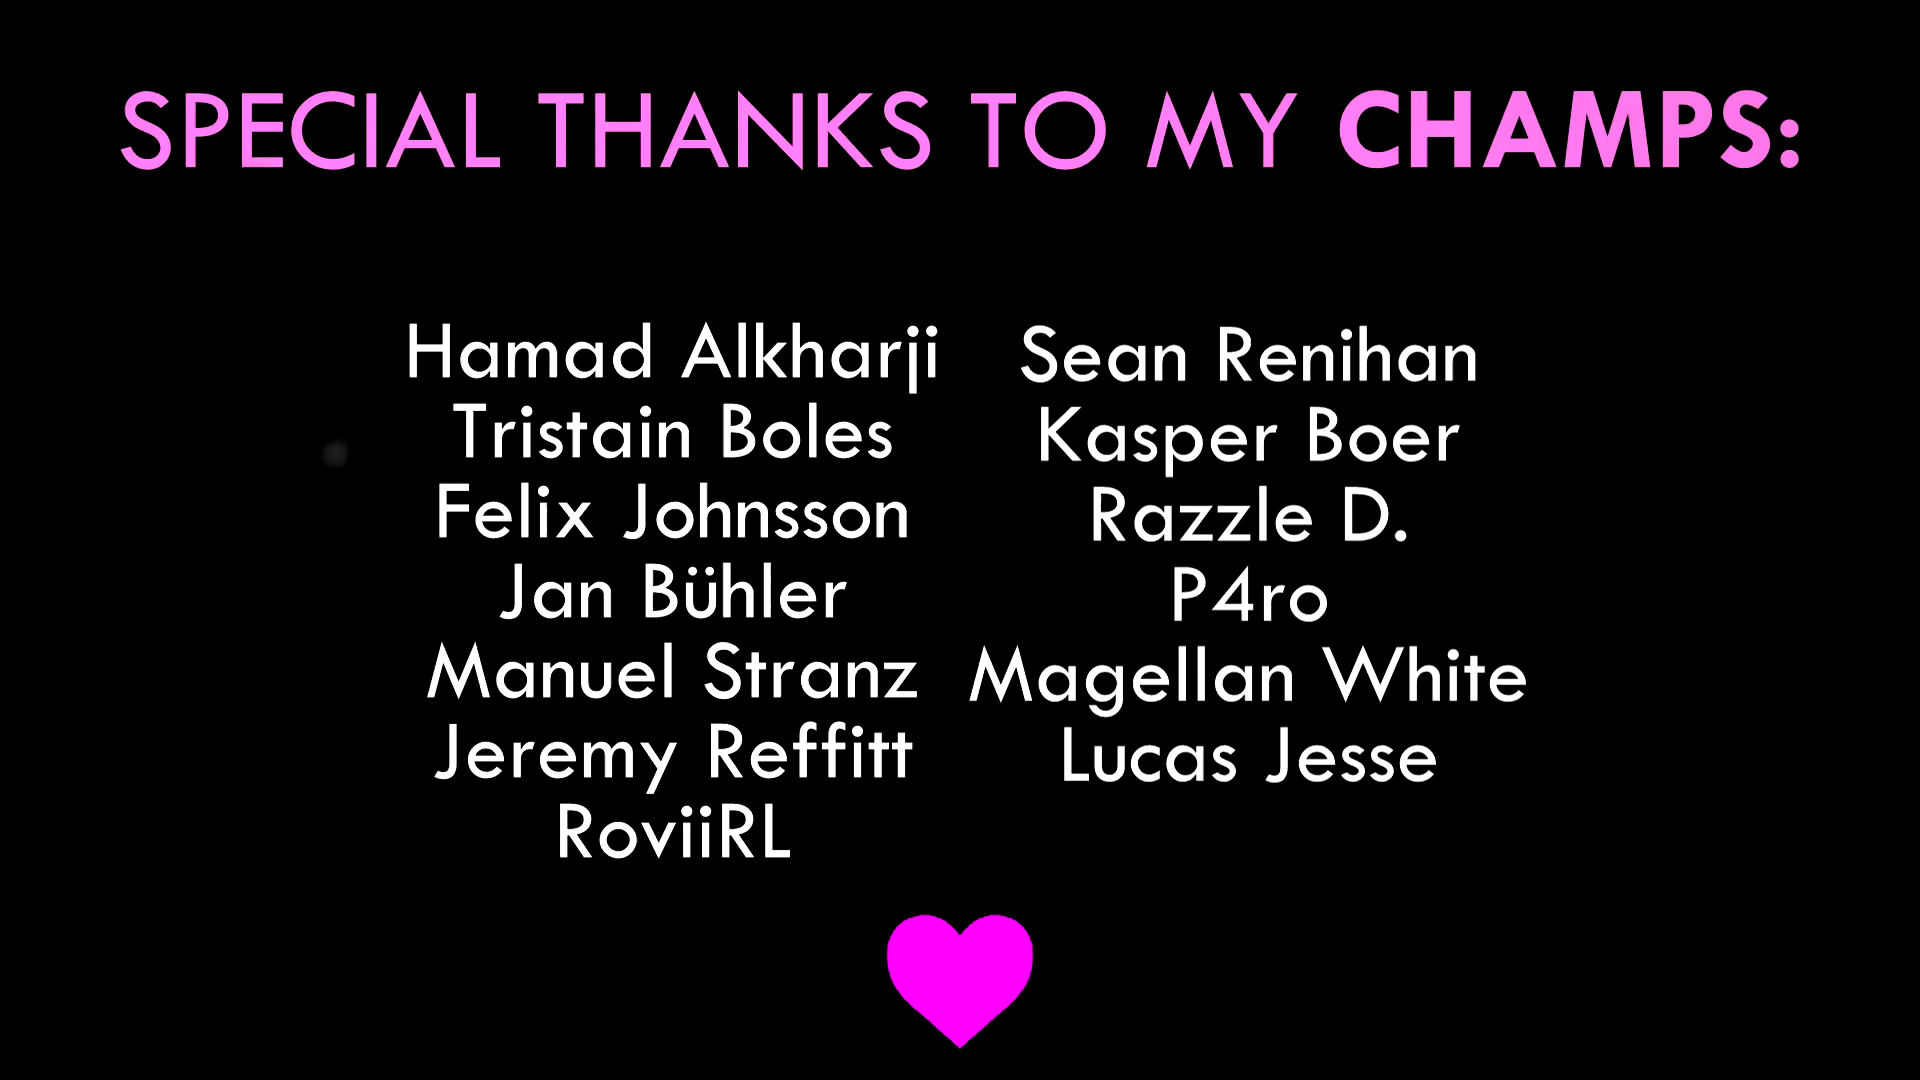 SPECIAL THANKS TO MY CHAMPS:
Hamad Alkharji
Tristain Boles
Felix Johnsson
Jan Bühler
Manuel Stranz
Jeremy Reffitt
RoviiRL
Sean Renihan
Kasper Boer
Razzle D.
P4ro
Magellan White
Lucas Jesse